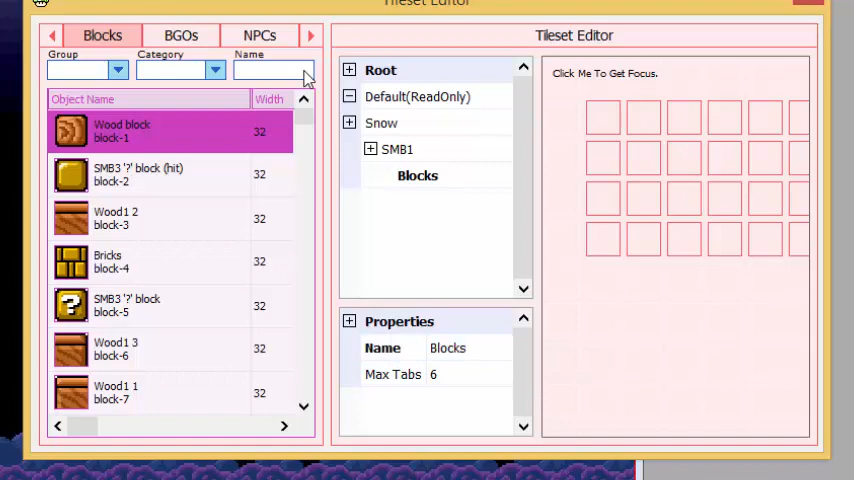 Tileset Editor
Blocks BGOs NPCs
Group Category Name
Object Name Width
Wood block
block-1 32
SMB3 '?' block (hit)
block-2 32
Wood1 2
block-3 32
Bricks
block-4 32
SMB3 '?' block
block-5 32
Wood1 3
block-6 32
Wood1 1
block-7 32
Tileset Editor
Root
Default(ReadOnly)
Snow
SMB1
Blocks
Properties
Name Blocks
Max Tabs 6
Click Me To Get Focus.